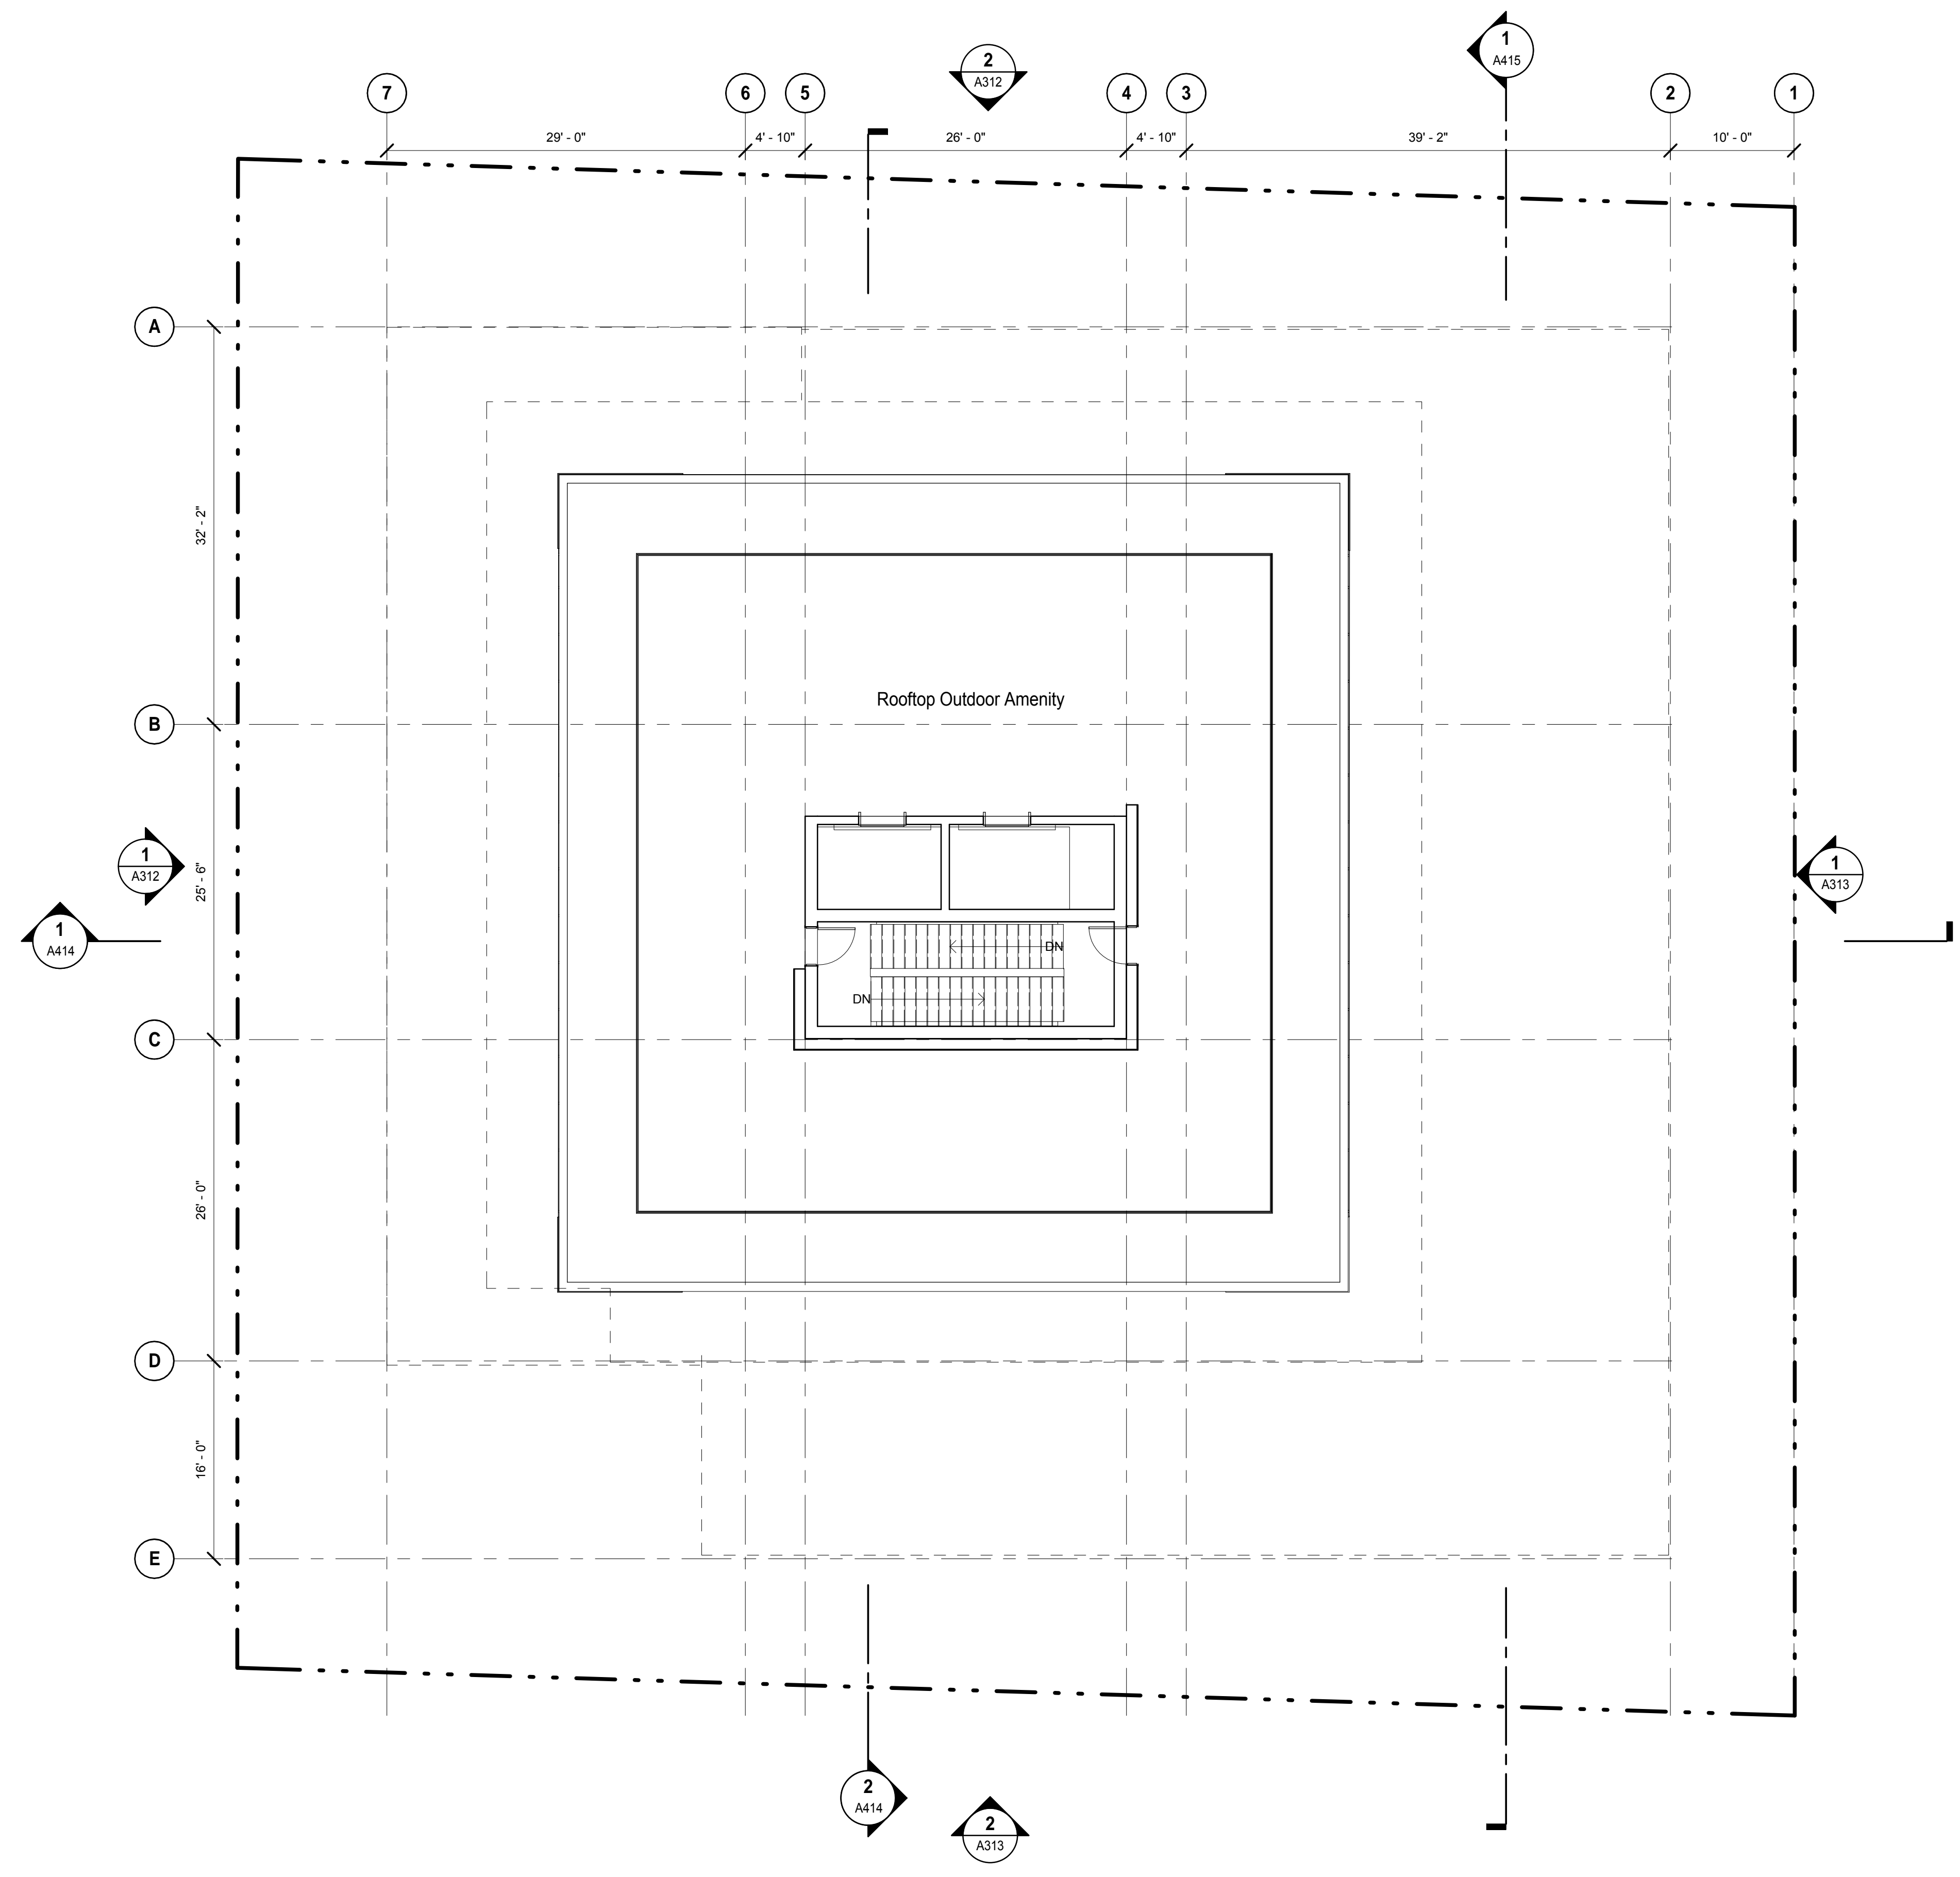 2
A312
1
A415
7
6
5
4
3
2
1
29' - 0"
4' - 10"
26' - 0"
4' - 10"
39' - 2"
10' - 0"
A
32' - 2"
B
Rooftop Outdoor Amenity
1
A312
25' - 6"
1
A313
1
A414
DN
DN
C
26' - 0"
D
16' - 0"
E
2
A414
2
A313